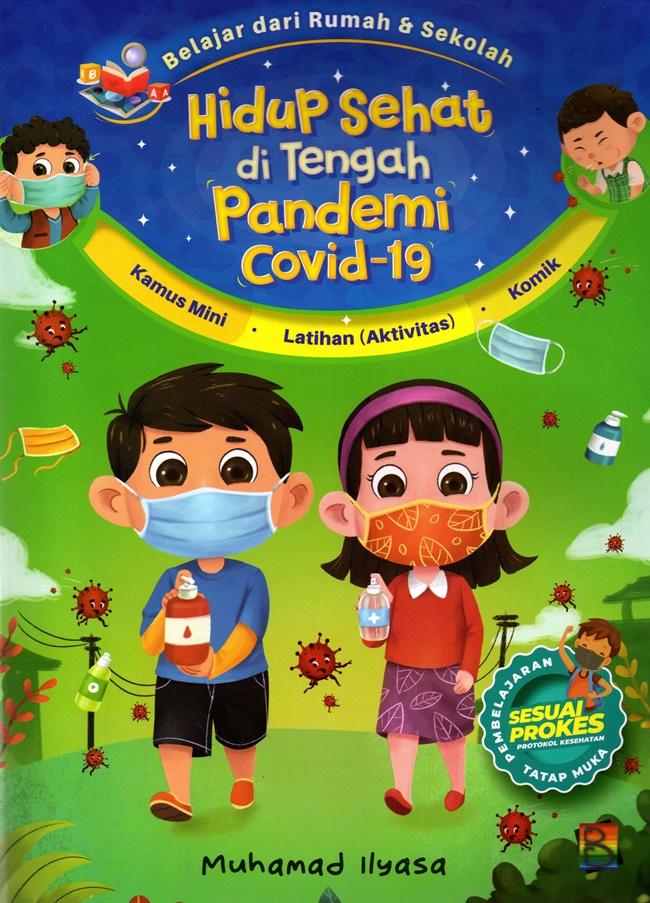 Belajar dari Rumah & Sekolah
Hidup Sehat
di Tengah
Pandemi
Covid-19
Kamus Mini • Latihan (Aktivitas) • Komik
PEMBELAJARAN
SESUAI
PROKES
PROTOKOL KESEHATAN
TATAP MUKA
Muhamad Ilyasa
B